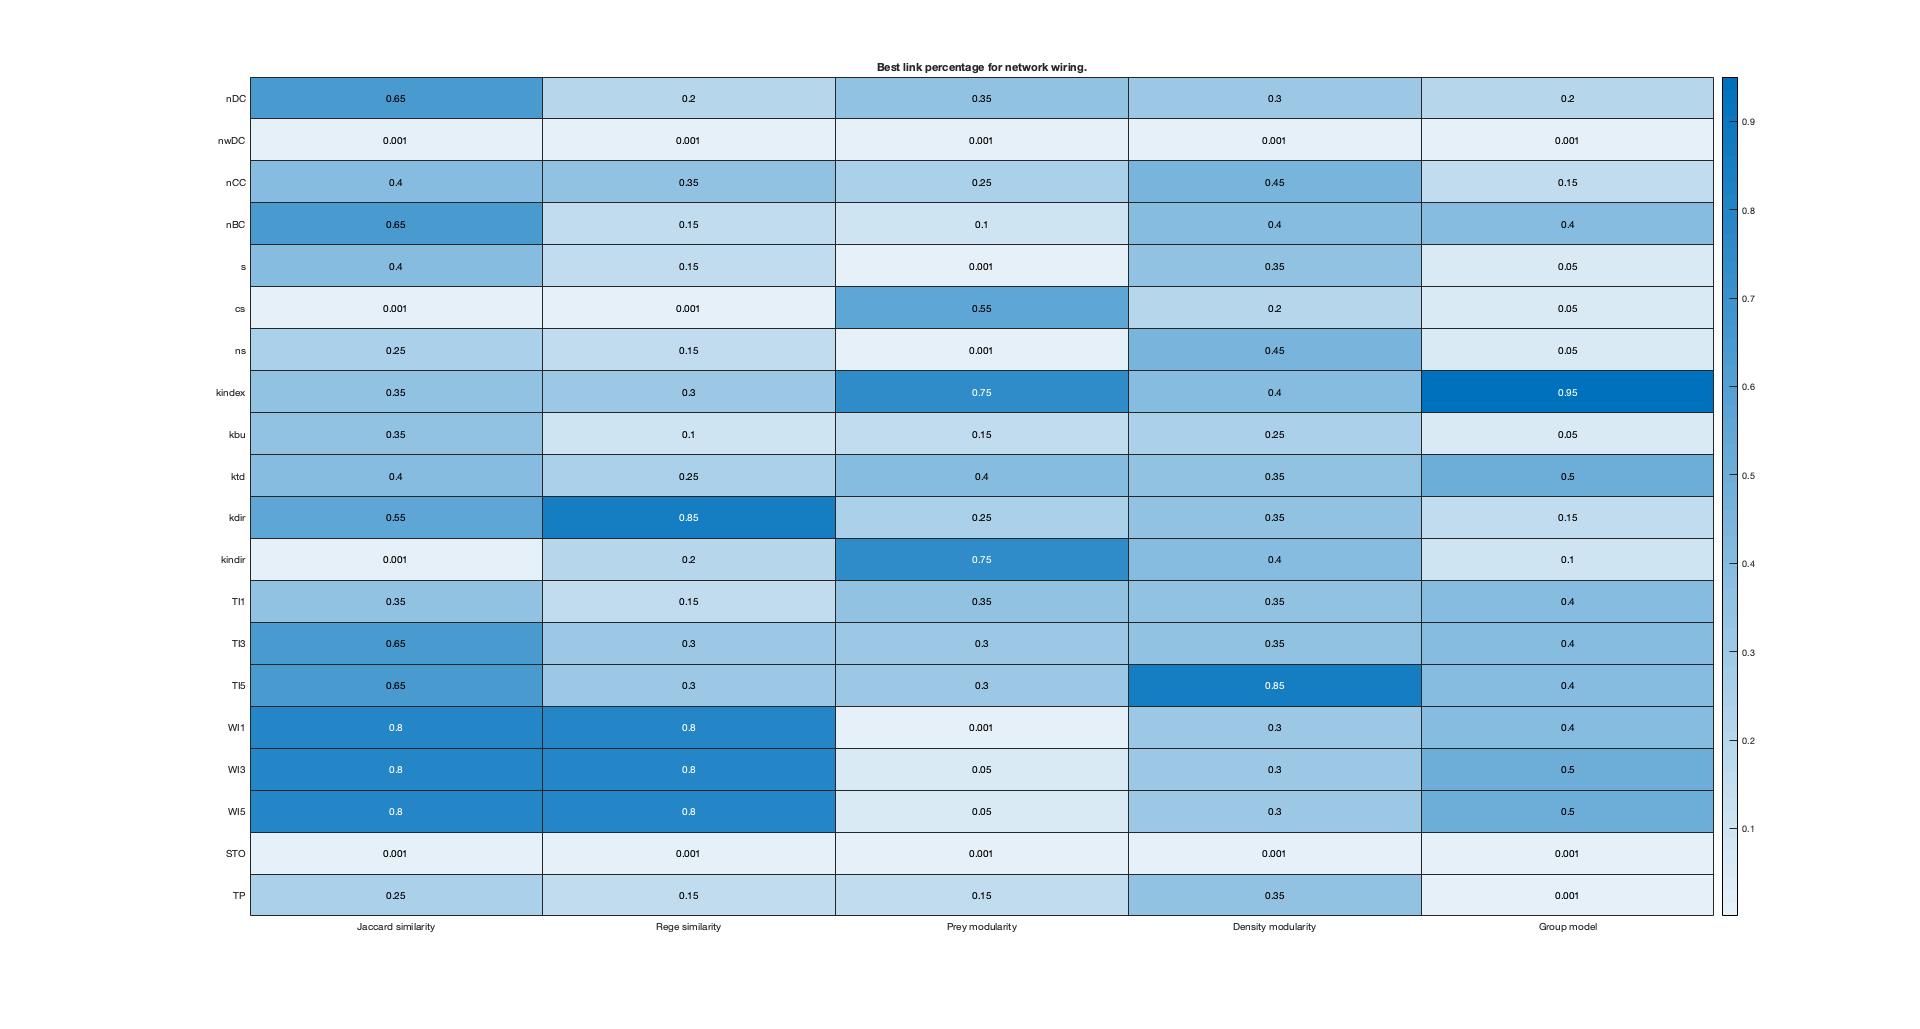 Best link percentage for network wiring.
nDC 0.65 0.2 0.35 0.3 0.2
0.9
nwDC 0.001 0.001 0.001 0.001 0.001
nCC 0.4 0.35 0.25 0.45 0.15
0.8
nBC 0.65 0.15 0.1 0.4 0.4
s 0.4 0.15 0.001 0.35 0.05
0.7
cs 0.001 0.001 0.55 0.2 0.05
ns 0.25 0.15 0.001 0.45 0.05
0.6
kindex 0.35 0.3 0.75 0.4 0.95
kbu 0.35 0.1 0.15 0.25 0.05
0.5
ktd 0.4 0.25 0.4 0.35 0.5
kdir 0.55 0.85 0.25 0.35 0.15
0.4
kindir 0.001 0.2 0.75 0.4 0.1
TI1 0.35 0.15 0.35 0.35 0.4
TI3 0.65 0.3 0.3 0.35 0.4
0.3
TI5 0.65 0.3 0.3 0.85 0.4
WI1 0.8 0.8 0.001 0.3 0.4
0.2
WI3 0.8 0.8 0.05 0.3 0.5
WI5 0.8 0.8 0.05 0.3 0.5
0.1
STO 0.001 0.001 0.001 0.001 0.001
TP 0.25 0.15 0.15 0.35 0.001
Jaccard similarity Rege similarity Prey modularity Density modularity Group model